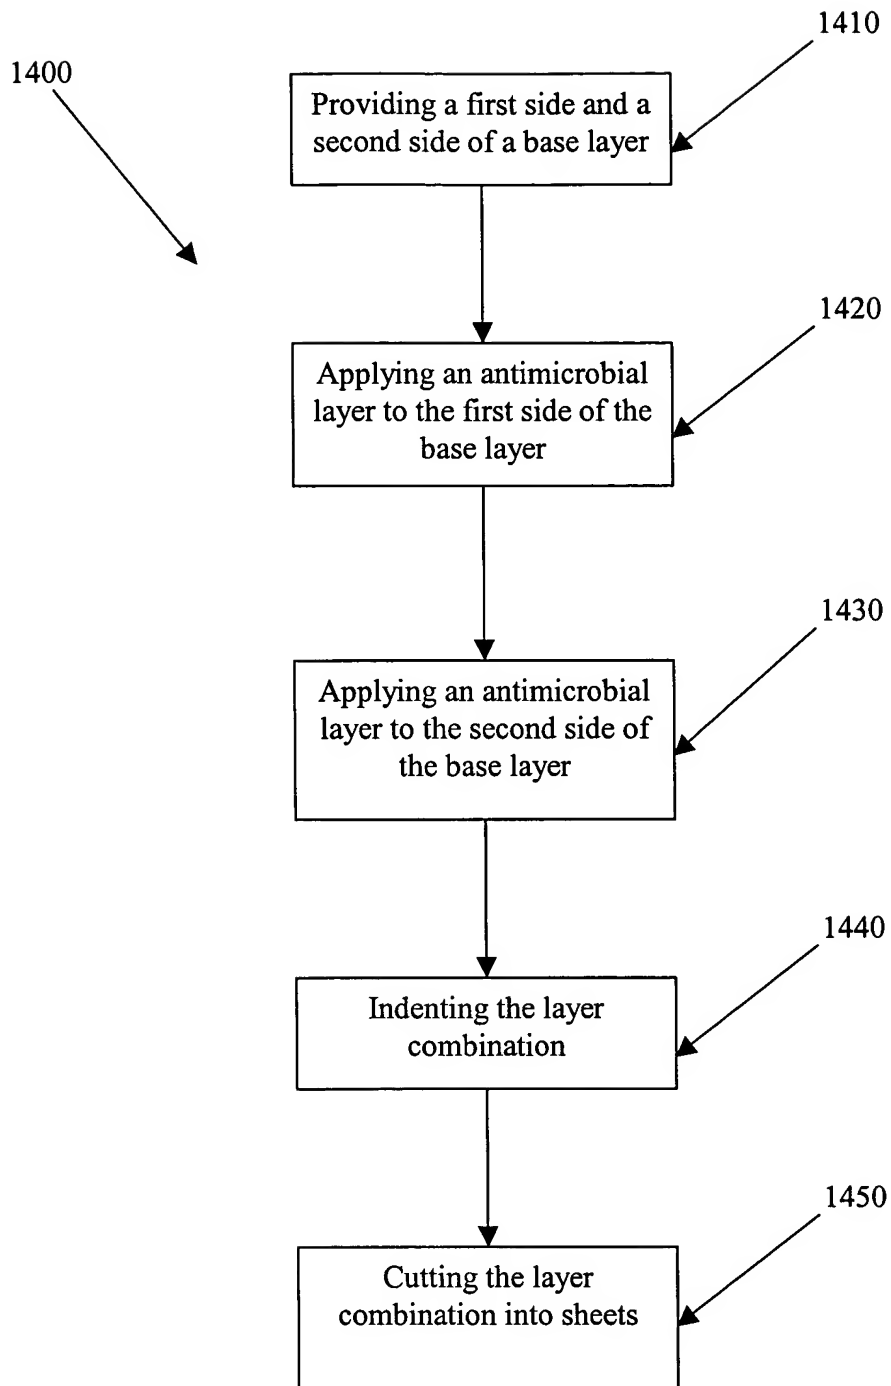 1410
1400
Providing a first side and a
second side of a base layer
1420
Applying an antimicrobial
layer to the first side of the
base layer
1430
Applying an antimicrobial
layer to the second side of
the base layer
1440
Indenting the layer
combination
1450
Cutting the layer
combination into sheets